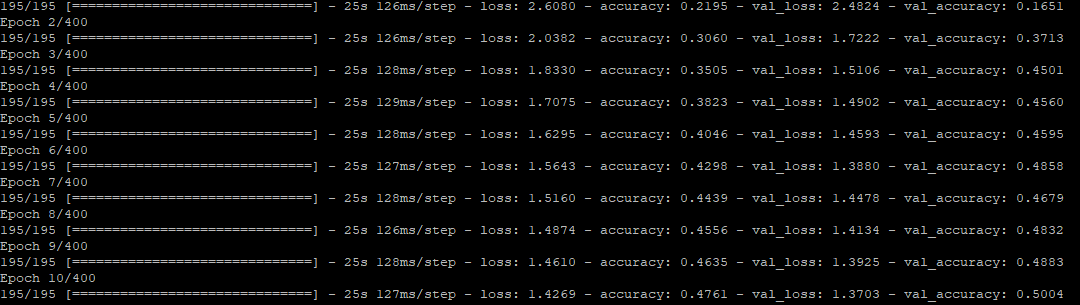 195/195 [==============================] - 25s 126ms/step - loss: 2.6080 - accuracy: 0.2195 - val_loss: 2.4824 - val_accuracy: 0.1651
Epoch 2/400
195/195 [==============================] - 25s 126ms/step - loss: 2.0382 - accuracy: 0.3060 - val_loss: 1.7222 - val_accuracy: 0.3713
Epoch 3/400
195/195 [==============================] - 25s 128ms/step - loss: 1.8330 - accuracy: 0.3505 - val_loss: 1.5106 - val_accuracy: 0.4501
Epoch 4/400
195/195 [==============================] - 25s 129ms/step - loss: 1.7075 - accuracy: 0.3823 - val_loss: 1.4902 - val_accuracy: 0.4560
Epoch 5/400
195/195 [==============================] - 25s 128ms/step - loss: 1.6295 - accuracy: 0.4046 - val_loss: 1.4593 - val_accuracy: 0.4595
Epoch 6/400
195/195 [==============================] - 25s 127ms/step - loss: 1.5643 - accuracy: 0.4298 - val_loss: 1.3880 - val_accuracy: 0.4858
Epoch 7/400
195/195 [==============================] - 25s 128ms/step - loss: 1.5160 - accuracy: 0.4439 - val_loss: 1.4478 - val_accuracy: 0.4679
Epoch 8/400
195/195 [==============================] - 25s 126ms/step - loss: 1.4874 - accuracy: 0.4556 - val_loss: 1.4134 - val_accuracy: 0.4832
Epoch 9/400
195/195 [==============================] - 25s 128ms/step - loss: 1.4610 - accuracy: 0.4635 - val_loss: 1.3925 - val_accuracy: 0.4883
Epoch 10/400
195/195 [==============================] - 25s 127ms/step - loss: 1.4269 - accuracy: 0.4761 - val_loss: 1.3703 - val_accuracy: 0.5004